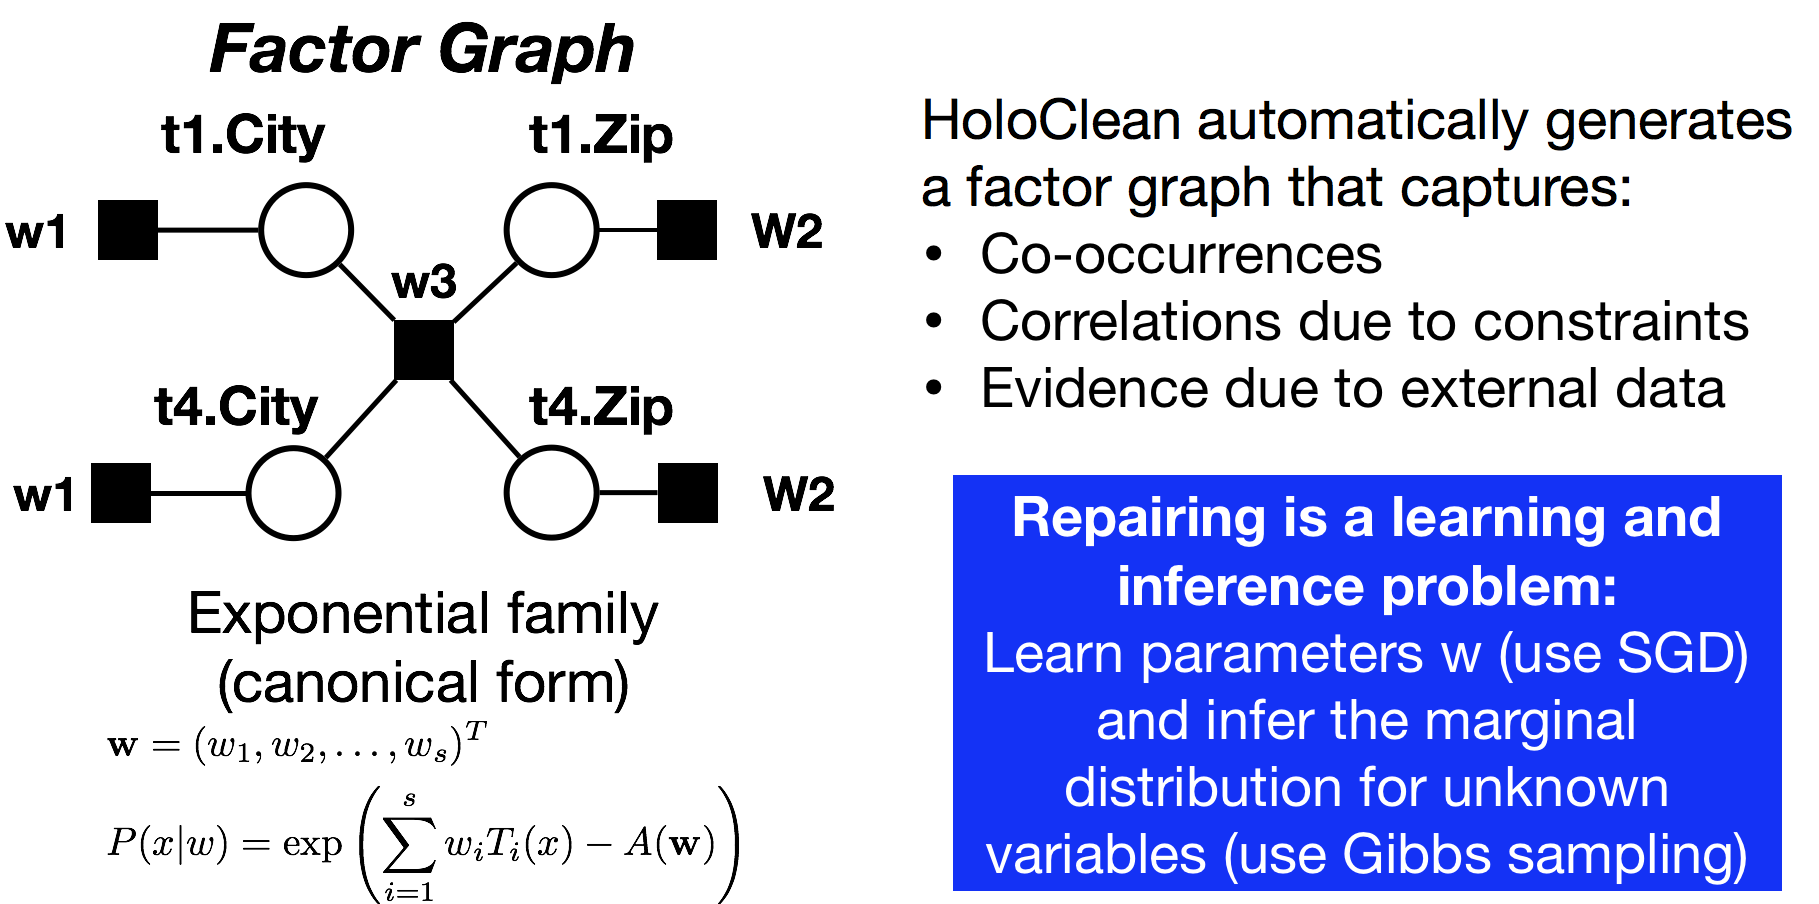 Factor Graph
t1.City
t1.Zip
w1
W2
w3
t4.City
t4.Zip
w1
W2
Exponential family
(canonical form)
w = (w₁, w₂, . . . , wₛ)ᵀ
P(x|w) = exp ( ∑ᵢ₌₁ˢ wᵢTᵢ(x) − A(w) )
HoloClean automatically generates
a factor graph that captures:
• Co-occurrences
• Correlations due to constraints
• Evidence due to external data
Repairing is a learning and
inference problem:
Learn parameters w (use SGD)
and infer the marginal
distribution for unknown
variables (use Gibbs sampling)